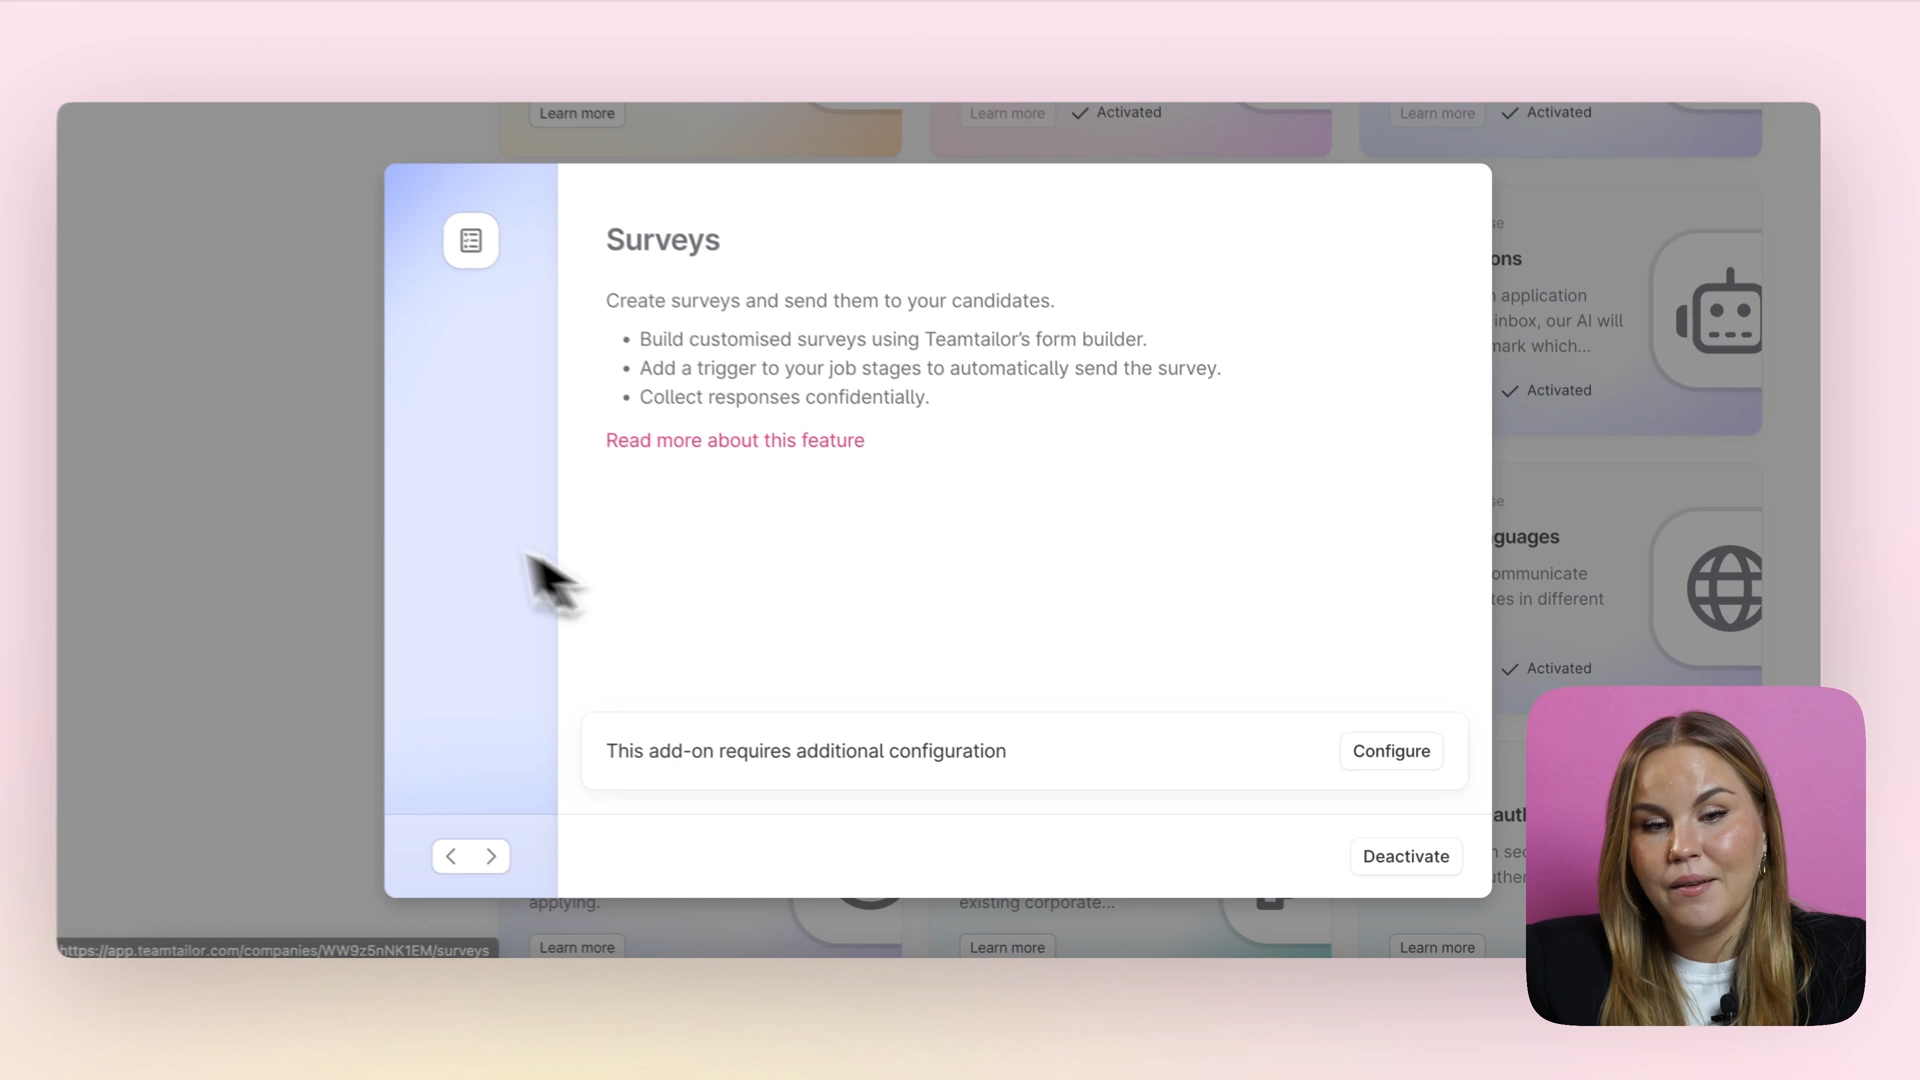 Learn more
Learn more
Activated
Learn more
Activated
Surveys
Create surveys and send them to your candidates.
• Build customised surveys using Teamtailor’s form builder.
• Add a trigger to your job stages to automatically send the survey.
• Collect responses confidentially.
Read more about this feature
This add-on requires additional configuration
Configure
Deactivate
se
ons
application
inbox, our AI will
mark which...
Activated
se
guages
ommunicate
tes in different
Activated
auth
applying.
existing corporate...
Learn more
Learn more
Learn more
https://app.teamtailor.com/companies/WW9z5nNK1EM/surveys